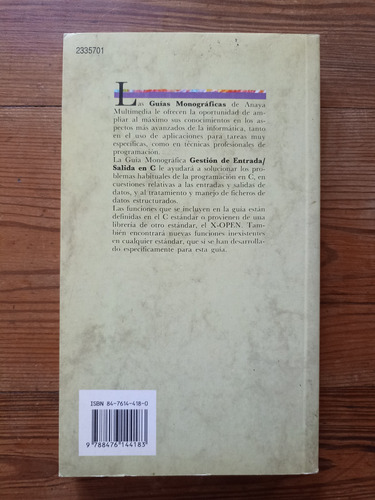 2335701
Las Guías Monográficas de Anaya
Multimedia le ofrecen la oportunidad de am-
pliar al máximo sus conocimientos en los as-
pectos más avanzados de la informática, tanto
en el uso de aplicaciones para tareas muy
específicas, como en técnicas profesionales de
programación.
La Guía Monográfica Gestión de Entrada/
Salida en C le ayudará a solucionar los pro-
blemas habituales de la programación en C, en
cuestiones relativas a las entradas y salidas de
datos, y al tratamiento y manejo de ficheros de
datos estructurados.
Las funciones que se incluyen en la guía están
definidas en el C estándar o provienen de una
librería de otro estándar, el X-OPEN. Tam-
bién encontrará nuevas funciones inexistentes
en cualquier estándar, que sí se han desarrolla-
do específicamente para esta guía.
ISBN 84-7614-418-0
9 788476 144183